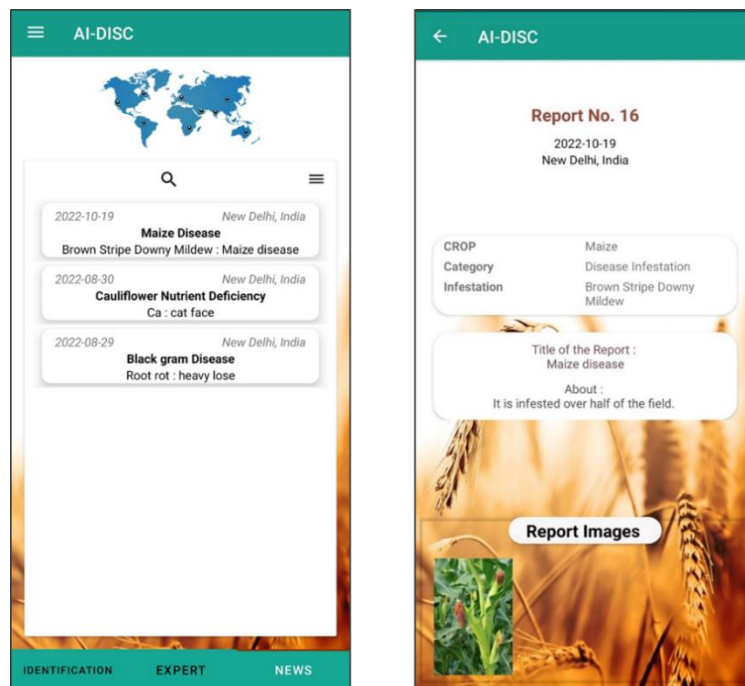 AI-DISC
2022-10-19 New Delhi, India
Maize Disease
Brown Stripe Downy Mildew : Maize disease
2022-08-30 New Delhi, India
Cauliflower Nutrient Deficiency
Ca : cat face
2022-08-29 New Delhi, India
Black gram Disease
Root rot : heavy lose
IDENTIFICATION EXPERT NEWS
AI-DISC
Report No. 16
2022-10-19
New Delhi, India
CROP Maize
Category Disease Infestation
Infestation Brown Stripe Downy
Mildew
Title of the Report :
Maize disease
About :
It is infested over half of the field.
Report Images